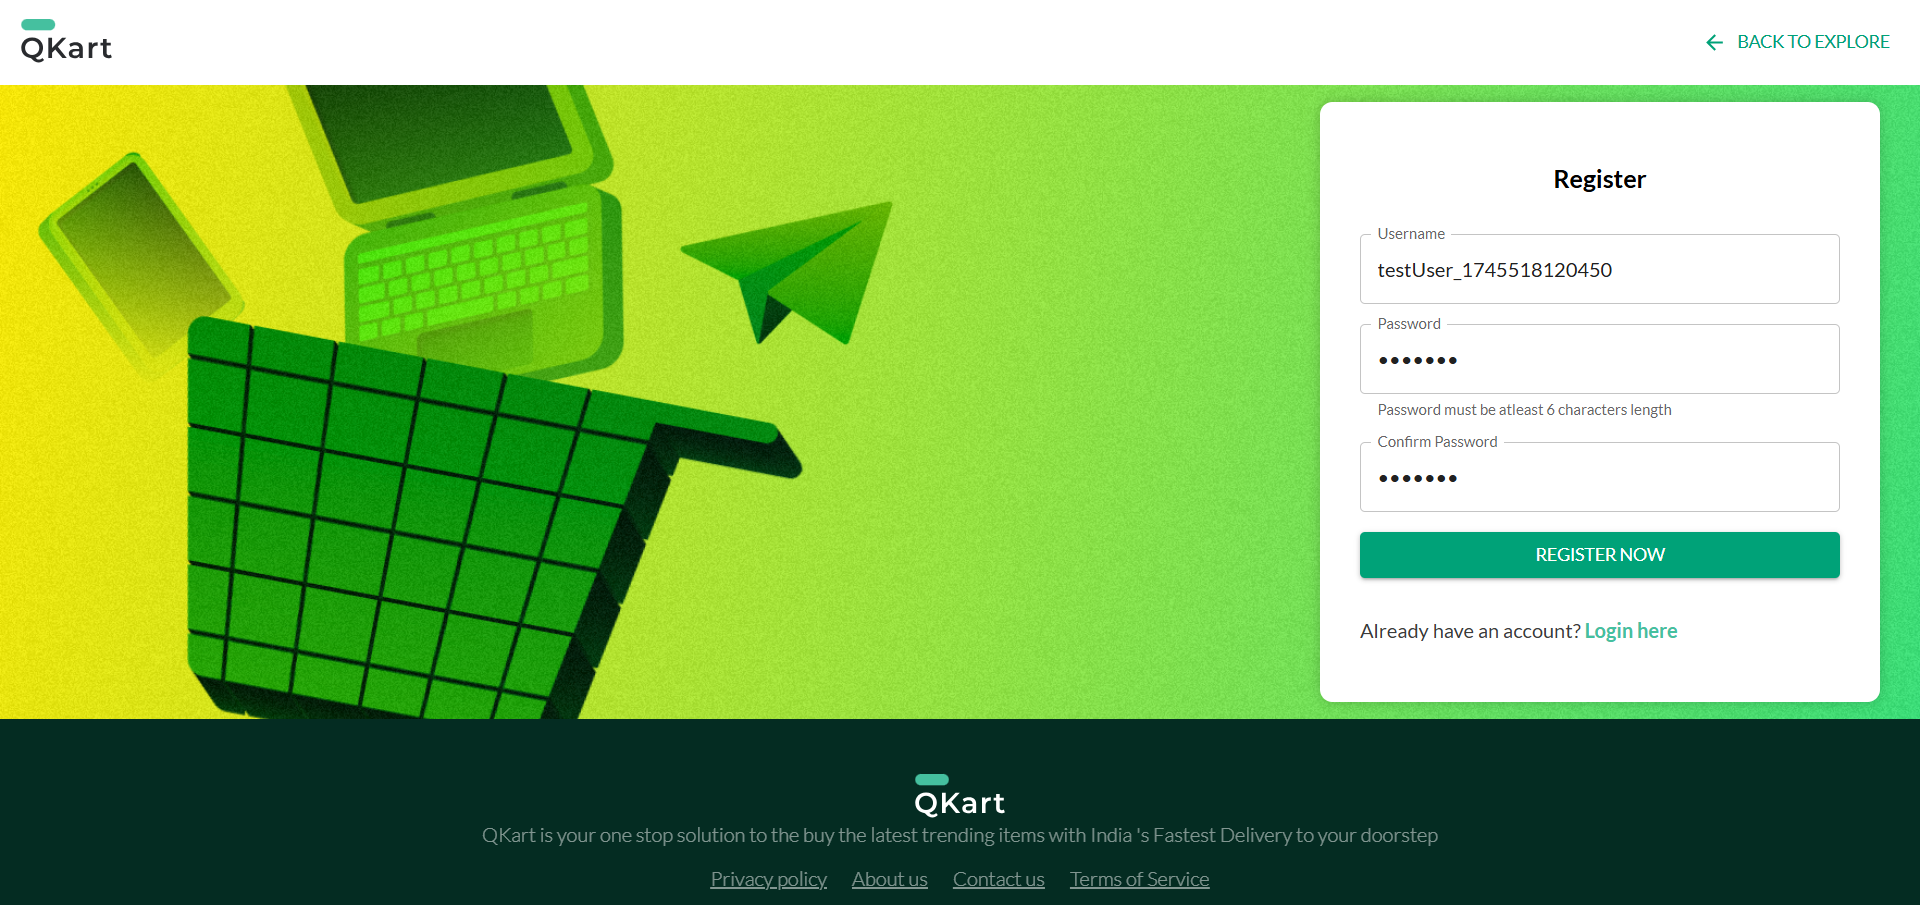 QKart
BACK TO EXPLORE
Register
Username
testUser_1745518120450
Password
•••••••
Password must be atleast 6 characters length
Confirm Password
•••••••
REGISTER NOW
Already have an account? Login here
QKart
QKart is your one stop solution to the buy the latest trending items with India 's Fastest Delivery to your doorstep
Privacy policy About us Contact us Terms of Service